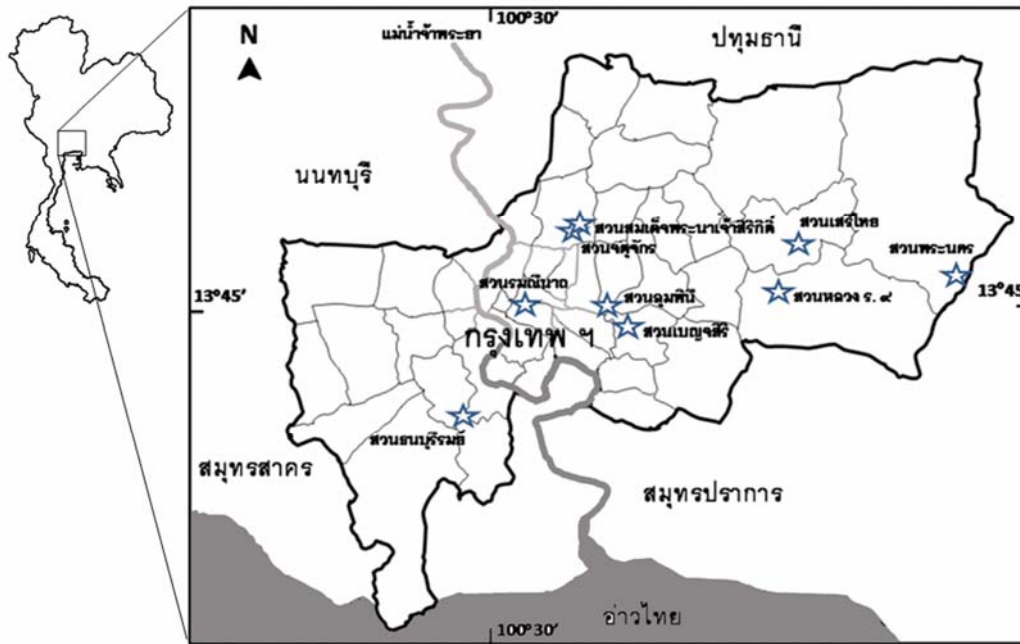 100°30'
แม่น้ำจ้าพระยา
N
ปทุมธานี
นนทบุรี
สวนสมเด็จพระนาเจ้าสิริกิติ์
สวนจตุจักร
สวนเสรีไทย
สวนพระนคร
สวนรมณีนาถ
สวนลุมพินี
สวนหลวง ร. ๙
13°45'
13°45'
กรุงเทพ ฯ
สวนเบญจสิริ
สวนธนบุรีรมย์
สมุทรสาคร
สมุทรปราการ
อ่าวไทย
100°30'